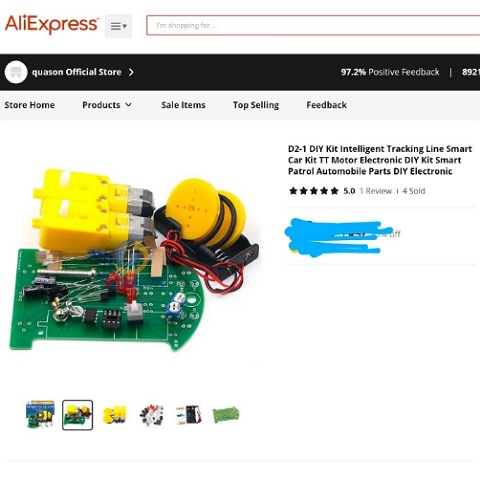 AliExpress
I'm shopping for...
quason Official Store
97.2% Positive Feedback | 8921
Store Home Products Sale Items Top Selling Feedback
D2-1 DIY Kit Intelligent Tracking Line Smart
Car Kit TT Motor Electronic DIY Kit Smart
Patrol Automobile Parts DIY Electronic
5.0 1 Review 4 Sold
off